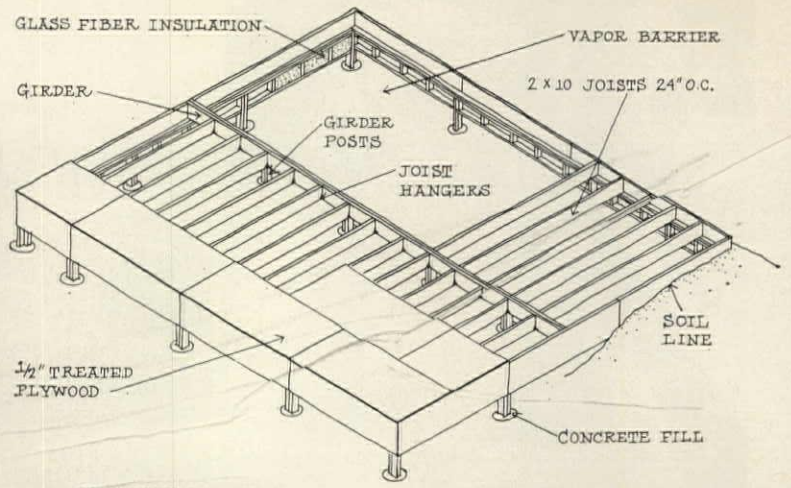 GLASS FIBER INSULATION
VAPOR BARRIER
GIRDER
2 X 10 JOISTS 24" O.C.
GIRDER
POSTS
JOIST
HANGERS
SOIL
LINE
1/2" TREATED
PLYWOOD
CONCRETE FILL